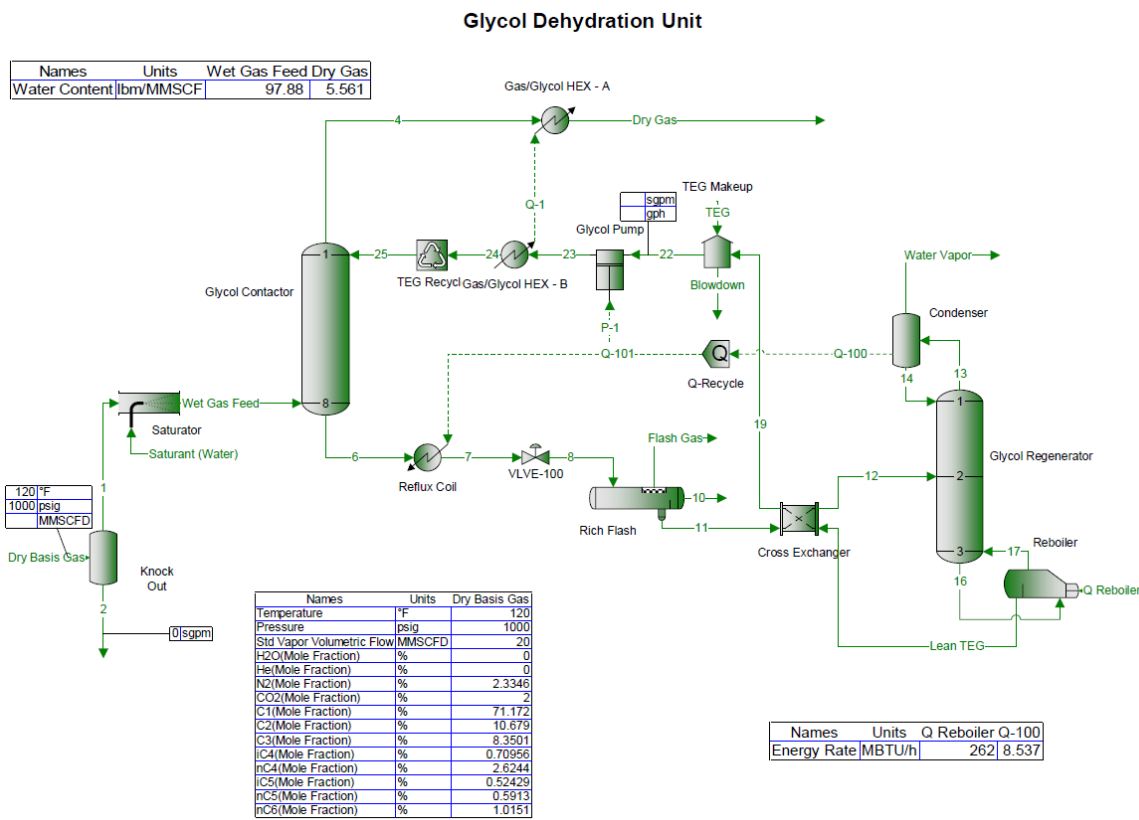 Glycol Dehydration Unit
Names Units Wet Gas Feed Dry Gas
Water Content lbm/MMSCF 97.88 5.561
Gas/Glycol HEX - A
4
Dry Gas
TEG Makeup
Q-1
sgpm
gph
TEG
Glycol Pump
1
25
24
23
22
Water Vapor
TEG Recycl
Gas/Glycol HEX - B
Blowdown
Glycol Contactor
Condenser
P-1
Q-101
Q
Q-100
Q-Recycle
14
13
1
8
Wet Gas Feed
Saturator
Saturant (Water)
19
Flash Gas
6
7
8
VLVE-100
Reflux Coil
12
2
Glycol Regenerator
1
120 °F
1000 psig
MMSCFD
10
11
Rich Flash
Cross Exchanger
3
17
Reboiler
Dry Basis Gas
Knock
Out
16
Q Reboiler
2
0 sgpm
Lean TEG
Names Units Dry Basis Gas
Temperature °F 120
Pressure psig 1000
Std Vapor Volumetric Flow MMSCFD 20
H2O(Mole Fraction) % 0
He(Mole Fraction) % 0
N2(Mole Fraction) % 2.3346
CO2(Mole Fraction) % 2
C1(Mole Fraction) % 71.172
C2(Mole Fraction) % 10.679
C3(Mole Fraction) % 8.3501
iC4(Mole Fraction) % 0.70956
nC4(Mole Fraction) % 2.6244
iC5(Mole Fraction) % 0.52429
nC5(Mole Fraction) % 0.5913
nC6(Mole Fraction) % 1.0151
Names Units Q Reboiler Q-100
Energy Rate MBTU/h 262 8.537